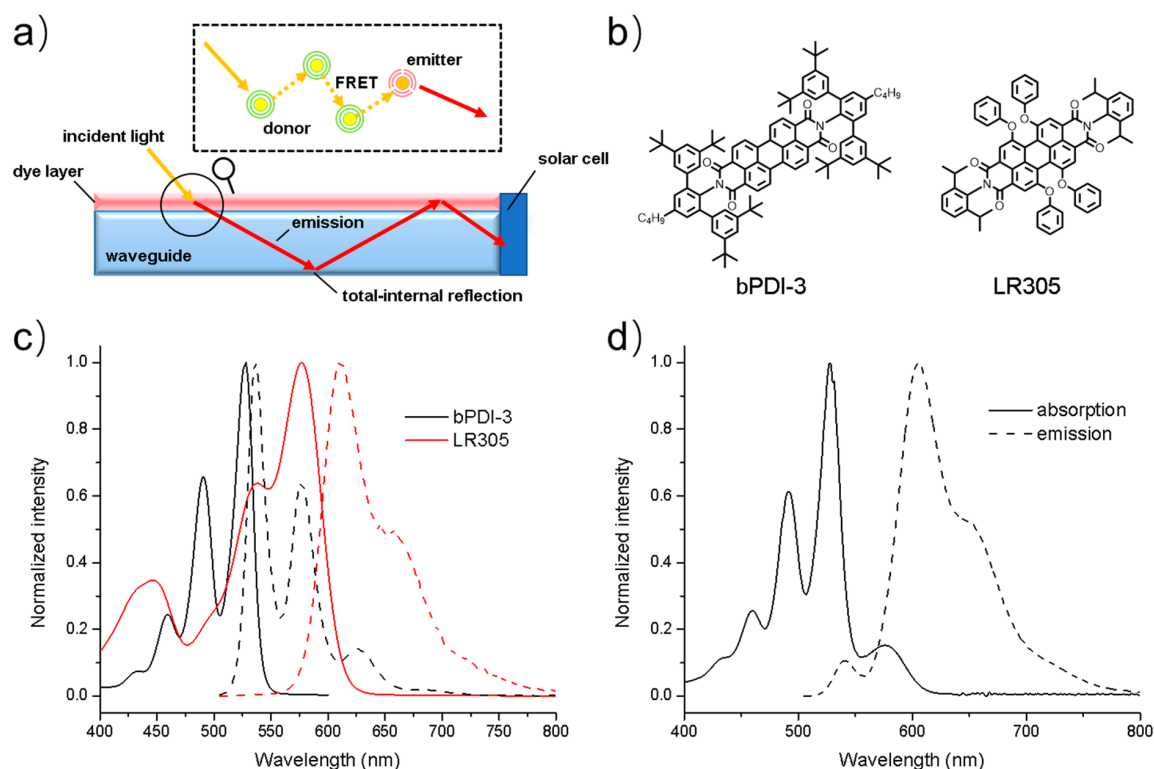 a)
emitter
FRET
donor
incident light
dye layer
solar cell
emission
waveguide
total-internal reflection
b)
C₄H₉
O
O
N
O
O
O
O
N
O
O
C₄H₉
bPDI-3
O
O
O
N
O
O
N
O
O
O
LR305
c)
Normalized intensity
1.0
0.8
0.6
0.4
0.2
0.0
bPDI-3
LR305
400 450 500 550 600 650 700 750 800
Wavelength (nm)
d)
Normalized intensity
1.0
0.8
0.6
0.4
0.2
0.0
absorption
emission
400 500 600 700 800
Wavelength (nm)